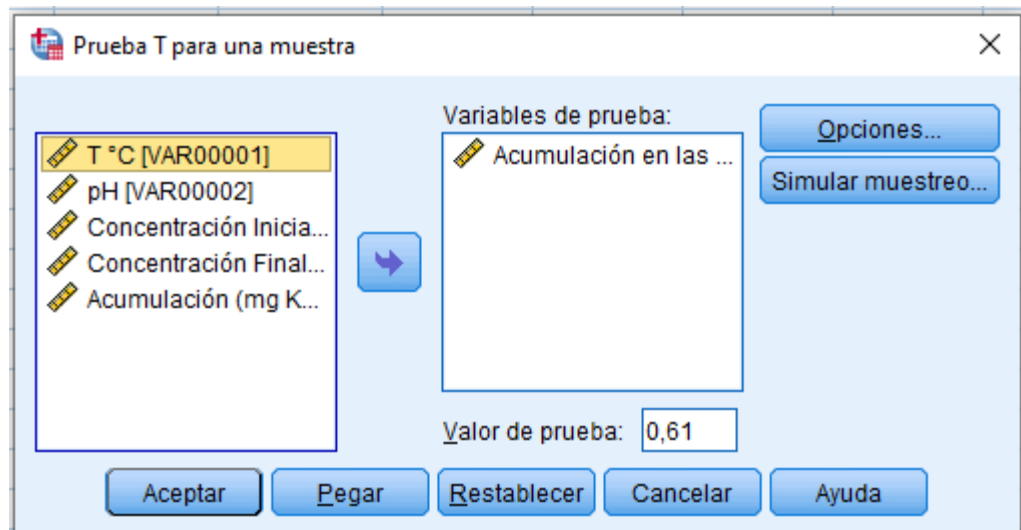 Prueba T para una muestra
Variables de prueba:
T °C [VAR00001]
pH [VAR00002]
Concentración Inicia...
Concentración Final...
Acumulación (mg K...
Acumulación en las ...
Valor de prueba: 0,61
Opciones...
Simular muestreo...
Aceptar Pegar Restablecer Cancelar Ayuda